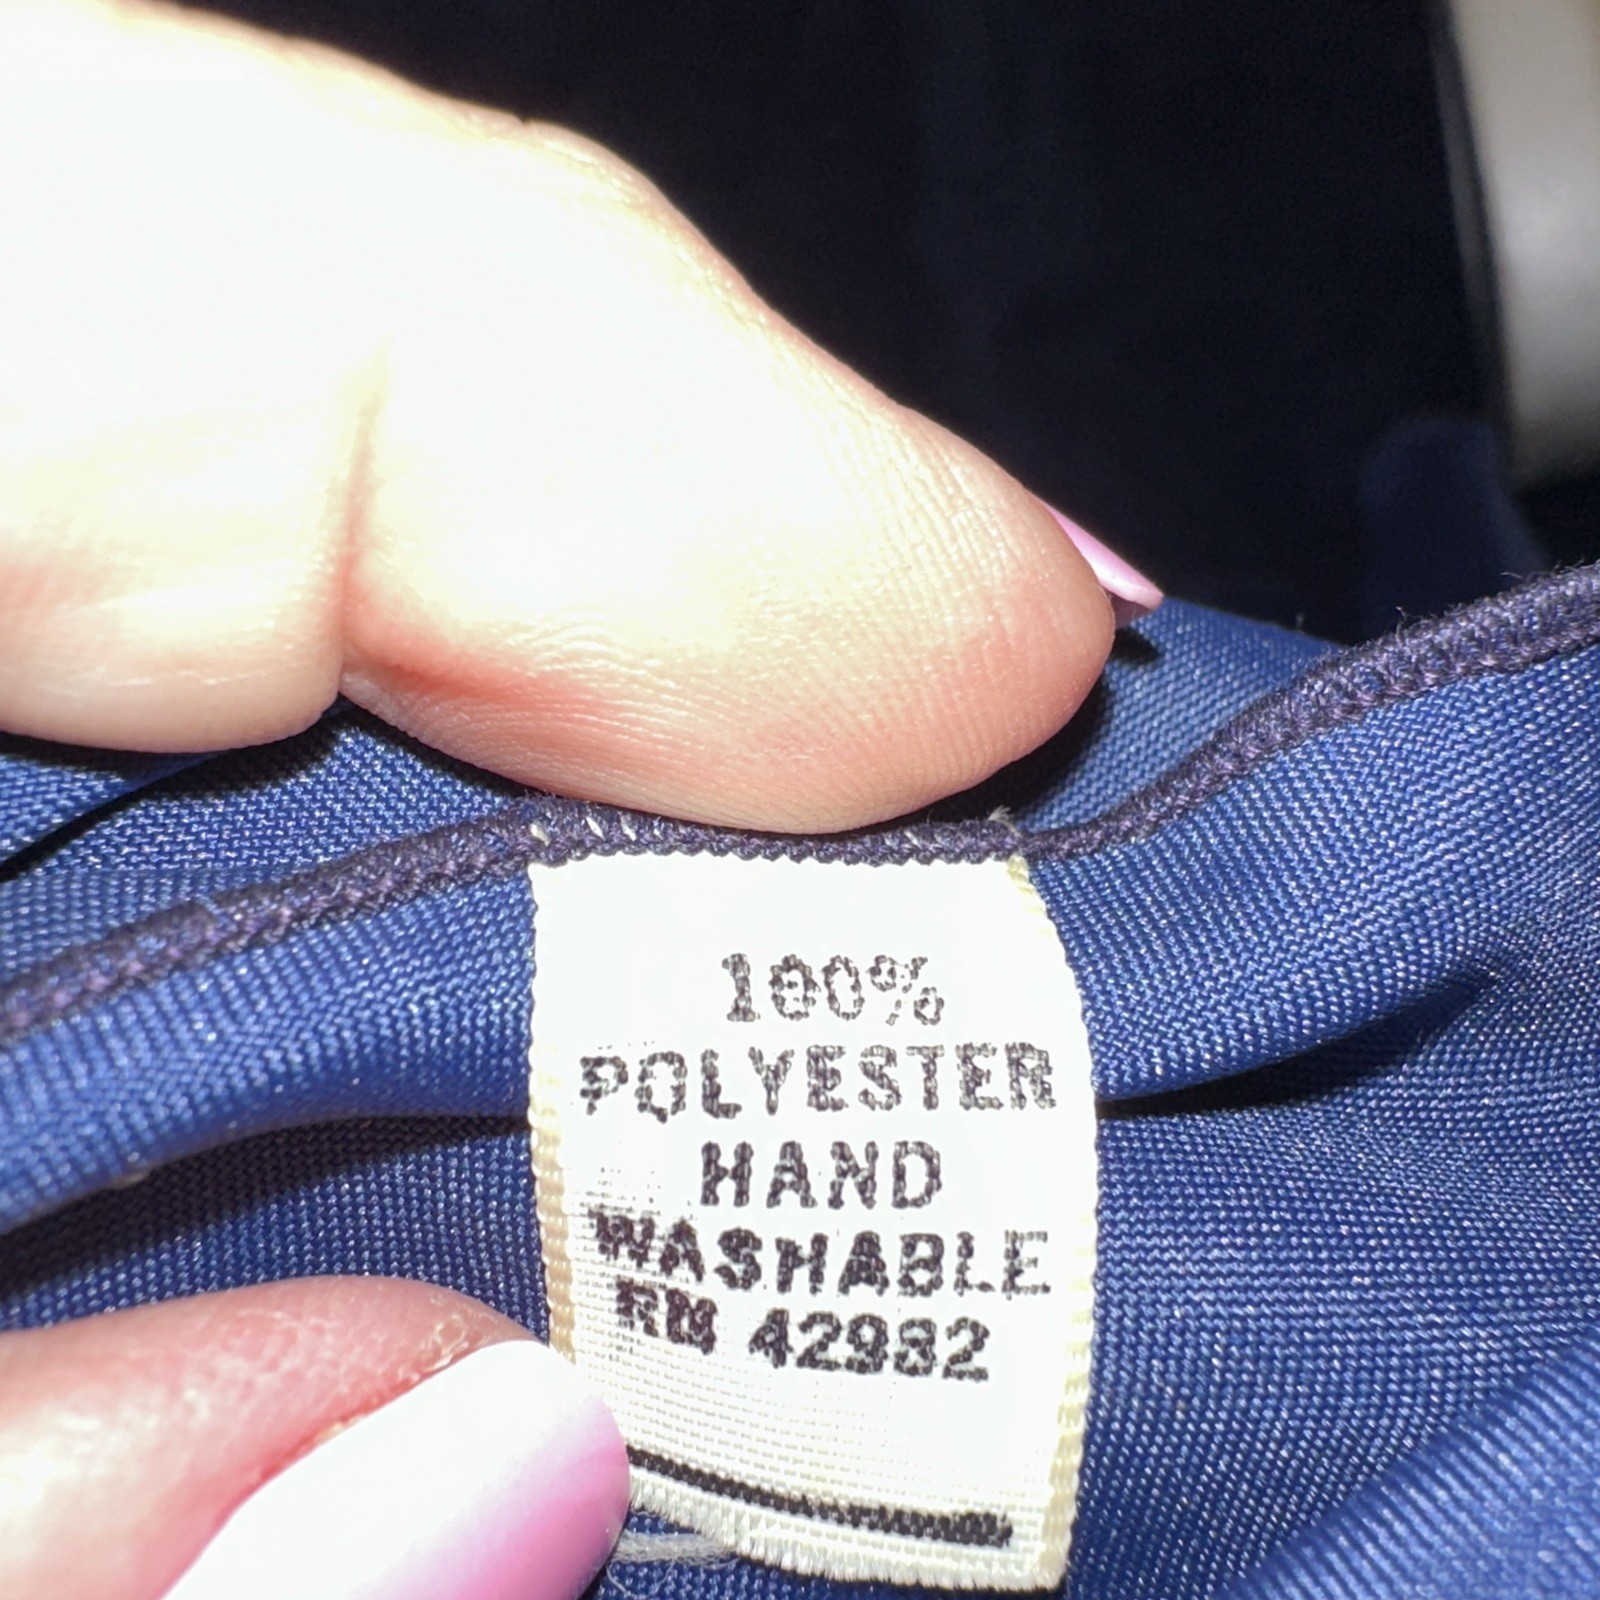 100%
POLYESTER
HAND
WASHABLE
RN 42982